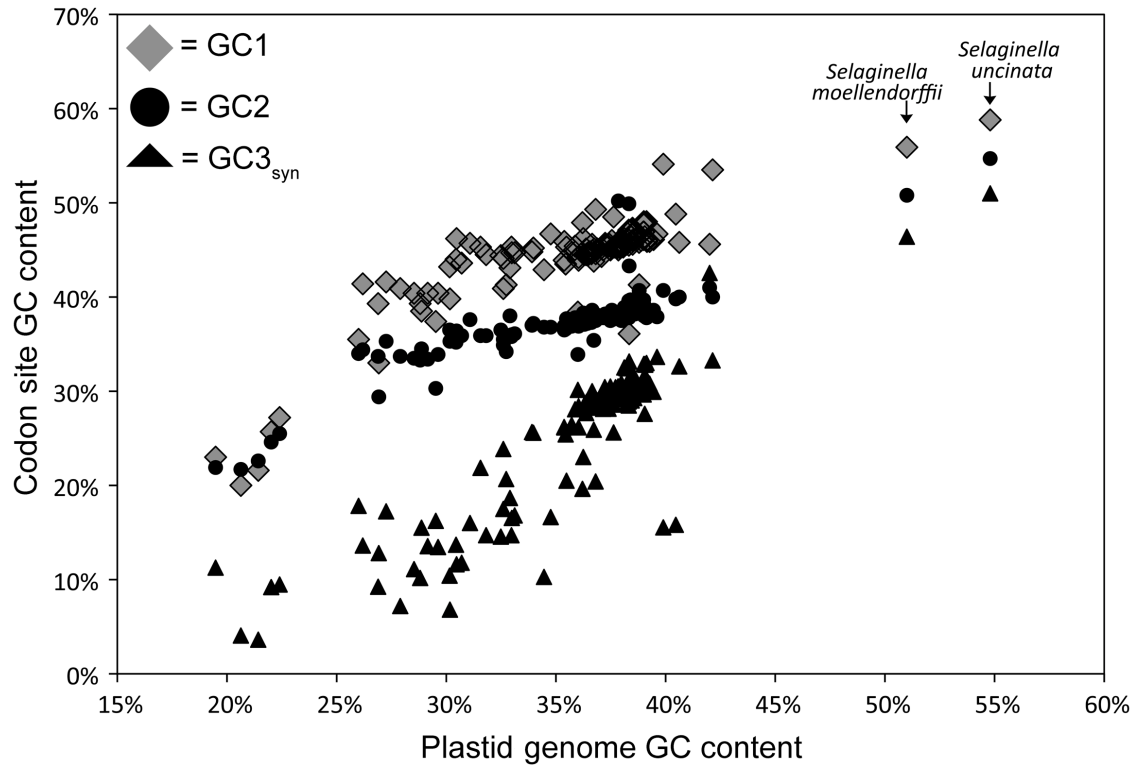 70%
60%
50%
40%
30%
20%
10%
0%
Codon site GC content
= GC1
= GC2
= GC3syn
Selaginella
moellendorffii
Selaginella
uncinata
15%
20%
25%
30%
35%
40%
45%
50%
55%
60%
Plastid genome GC content